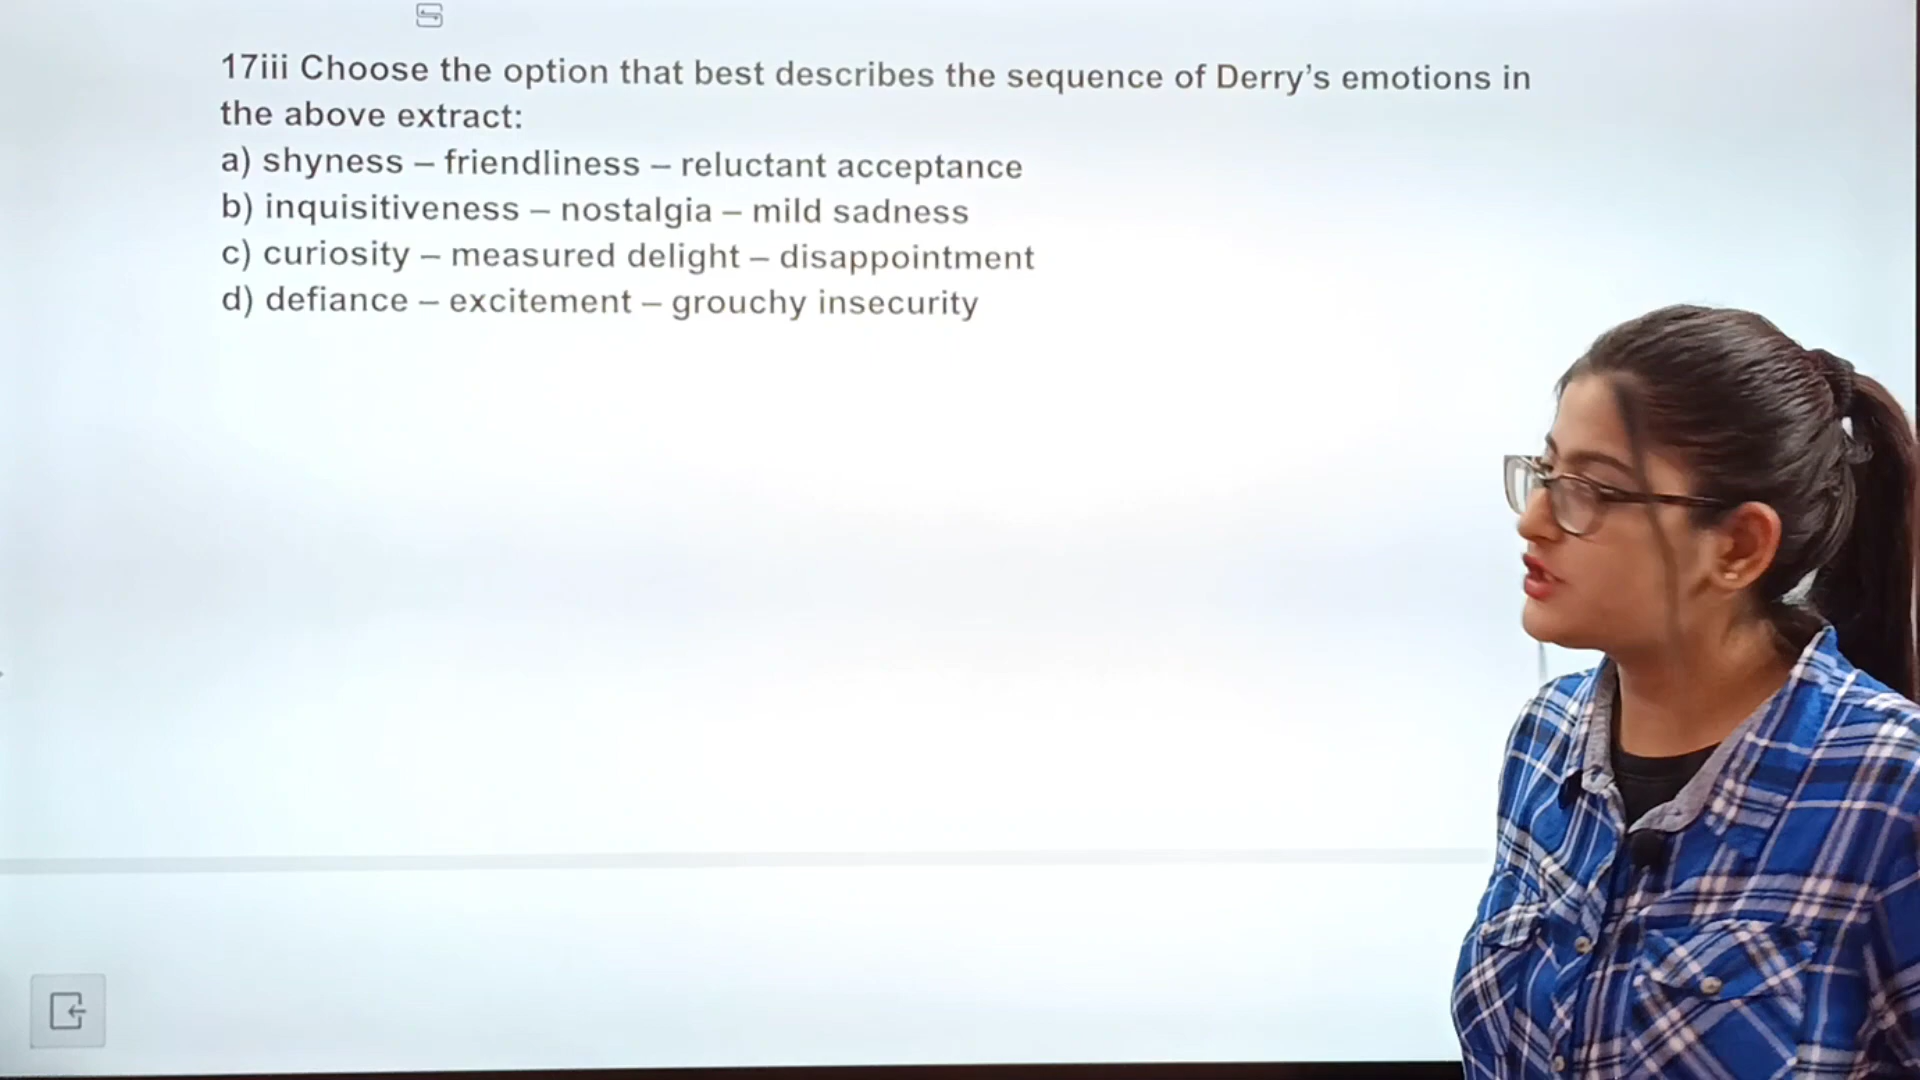 17iii Choose the option that best describes the sequence of Derry’s emotions in
the above extract:
a) shyness – friendliness – reluctant acceptance
b) inquisitiveness – nostalgia – mild sadness
c) curiosity – measured delight – disappointment
d) defiance – excitement – grouchy insecurity